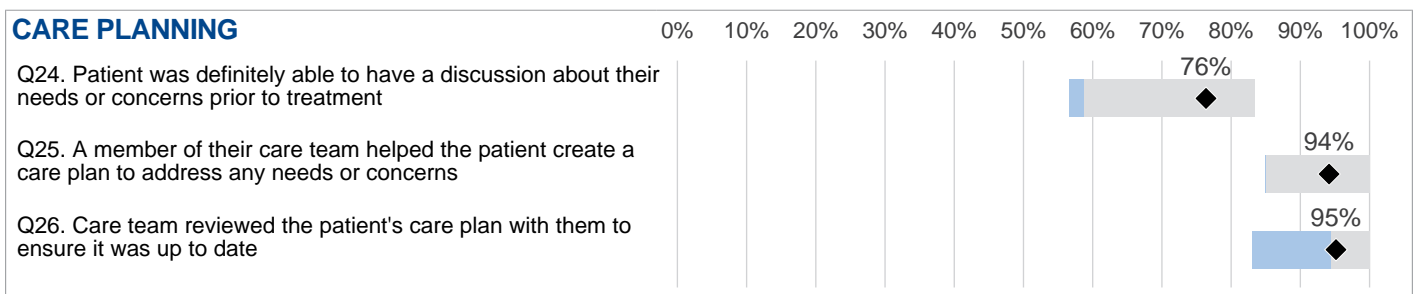 CARE PLANNING
0% 10% 20% 30% 40% 50% 60% 70% 80% 90% 100%
Q24. Patient was definitely able to have a discussion about their
needs or concerns prior to treatment
76%
Q25. A member of their care team helped the patient create a
care plan to address any needs or concerns
94%
Q26. Care team reviewed the patient's care plan with them to
ensure it was up to date
95%